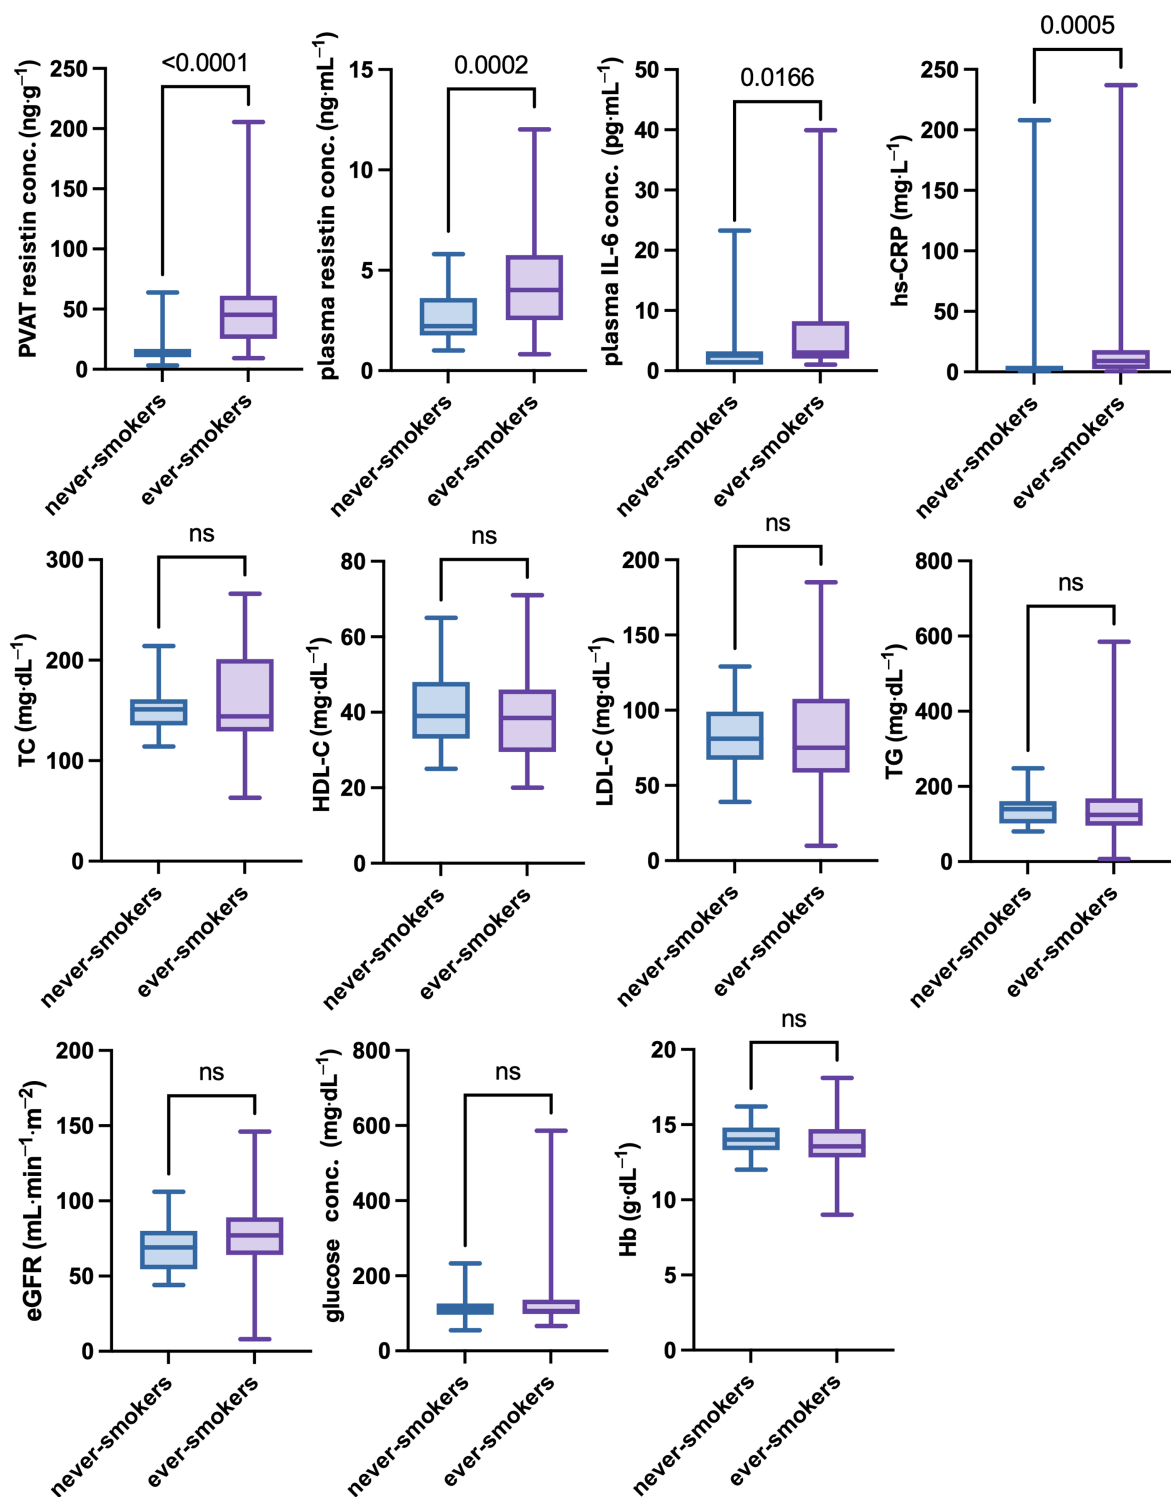 <0.0001
PVAT resistin conc. (ng·g⁻¹)
250
200
150
100
50
0
never-smokers
ever-smokers
0.0002
plasma resistin conc. (ng·mL⁻¹)
15
10
5
0
never-smokers
ever-smokers
0.0166
plasma IL-6 conc. (pg·mL⁻¹)
50
40
30
20
10
0
never-smokers
ever-smokers
0.0005
hs-CRP (mg·L⁻¹)
250
200
150
100
50
0
never-smokers
ever-smokers
ns
TC (mg·dL⁻¹)
300
200
100
0
never-smokers
ever-smokers
ns
HDL-C (mg·dL⁻¹)
80
60
40
20
0
never-smokers
ever-smokers
ns
LDL-C (mg·dL⁻¹)
200
150
100
50
0
never-smokers
ever-smokers
ns
TG (mg·dL⁻¹)
800
600
400
200
0
never-smokers
ever-smokers
ns
eGFR (mL·min⁻¹·m⁻²)
200
150
100
50
0
never-smokers
ever-smokers
ns
glucose conc. (mg·dL⁻¹)
800
600
400
200
0
never-smokers
ever-smokers
ns
Hb (g·dL⁻¹)
20
15
10
5
0
never-smokers
ever-smokers